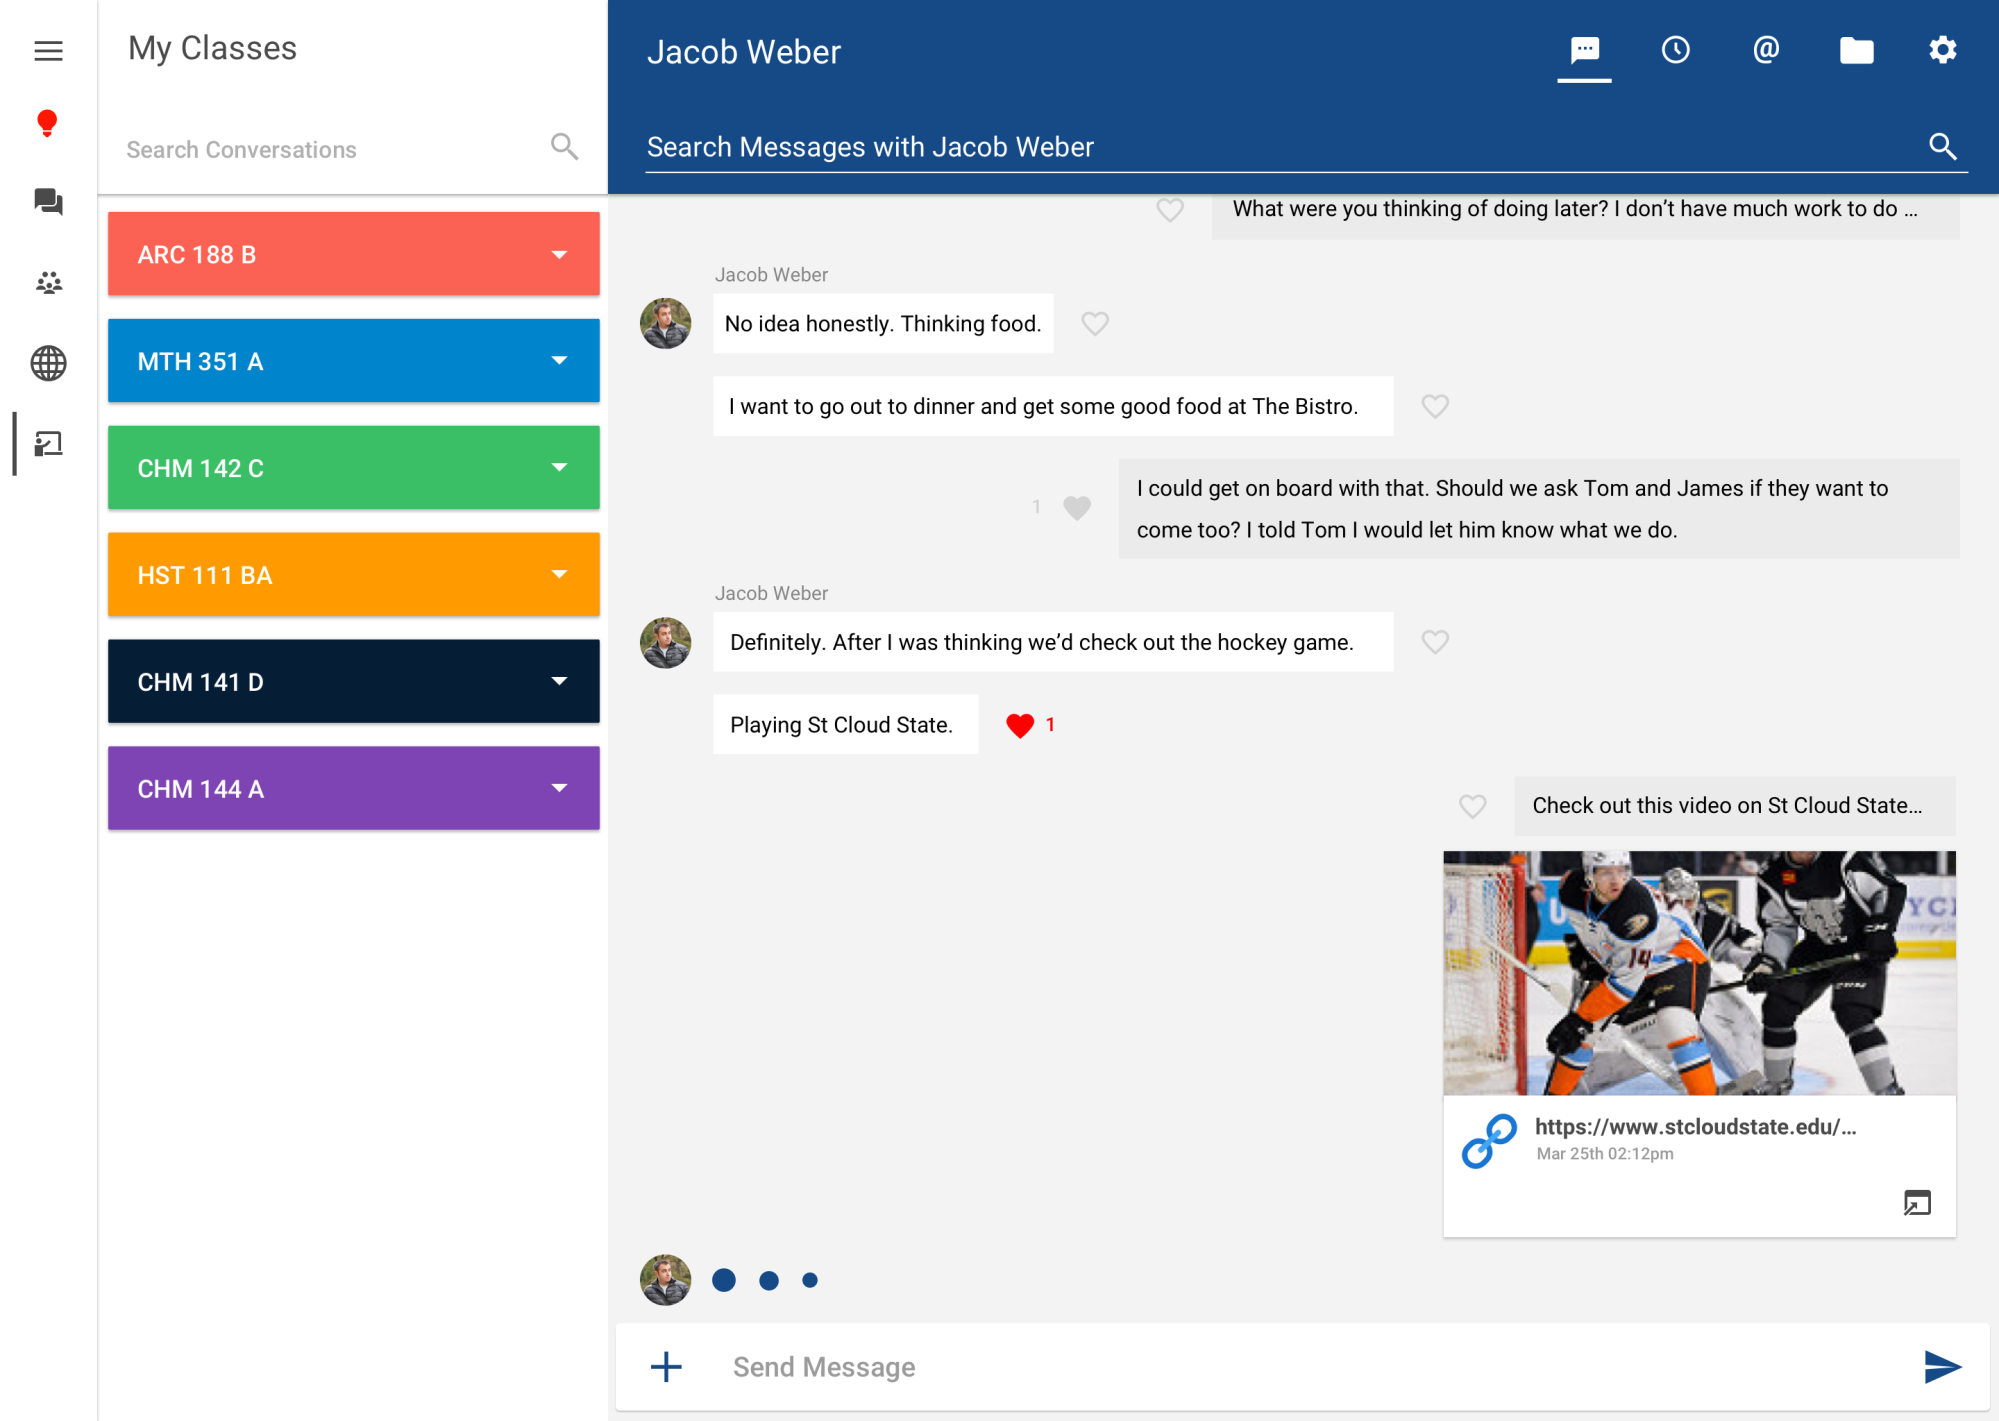 My Classes
Search Conversations
ARC 188 B
MTH 351 A
CHM 142 C
HST 111 BA
CHM 141 D
CHM 144 A
Jacob Weber
@
Search Messages with Jacob Weber
What were you thinking of doing later? I don’t have much work to do ...
Jacob Weber
No idea honestly. Thinking food.
I want to go out to dinner and get some good food at The Bistro.
1
I could get on board with that. Should we ask Tom and James if they want to
come too? I told Tom I would let him know what we do.
Jacob Weber
Definitely. After I was thinking we’d check out the hockey game.
Playing St Cloud State.
1
Check out this video on St Cloud State...
14
https://www.stcloudstate.edu/...
Mar 25th 02:12pm
Send Message